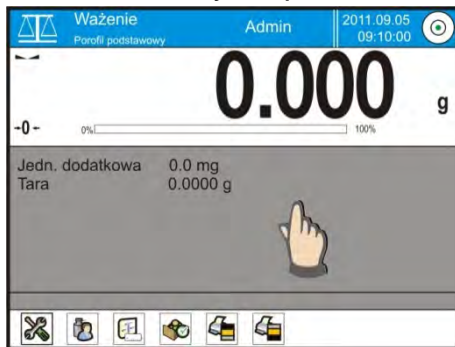 Ważenie
Porofil podstawowy
Admin
2011.09.05
09:10:00
0.000 g
→0←
0%
100%
Jedn. dodatkowa 0.0 mg
Tara 0.0000 g